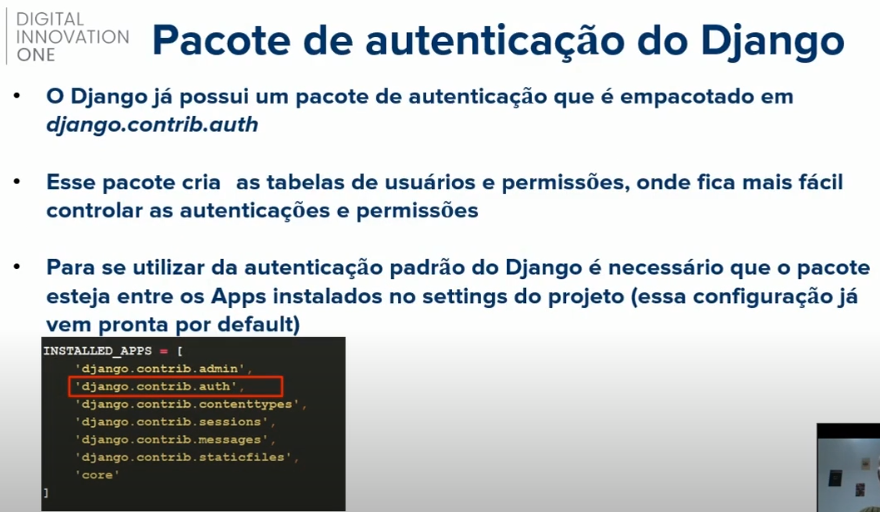 DIGITAL
INNOVATION
ONE
Pacote de autenticação do Django
• O Django já possui um pacote de autenticação que é empacotado em
django.contrib.auth
• Esse pacote cria as tabelas de usuários e permissões, onde fica mais fácil
controlar as autenticações e permissões
• Para se utilizar da autenticação padrão do Django é necessário que o pacote
esteja entre os Apps instalados no settings do projeto (essa configuração já
vem pronta por default)
INSTALLED_APPS = [
'django.contrib.admin',
'django.contrib.auth',
'django.contrib.contenttypes',
'django.contrib.sessions',
'django.contrib.messages',
'django.contrib.staticfiles',
'core'
]